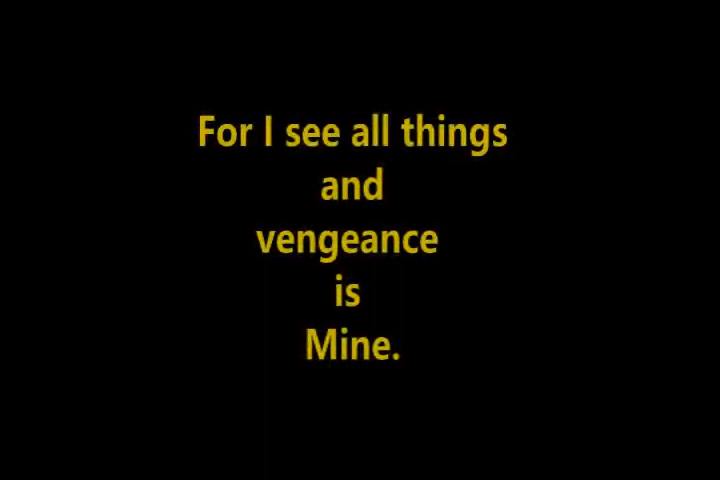 For I see all things
and
vengeance
is
Mine.